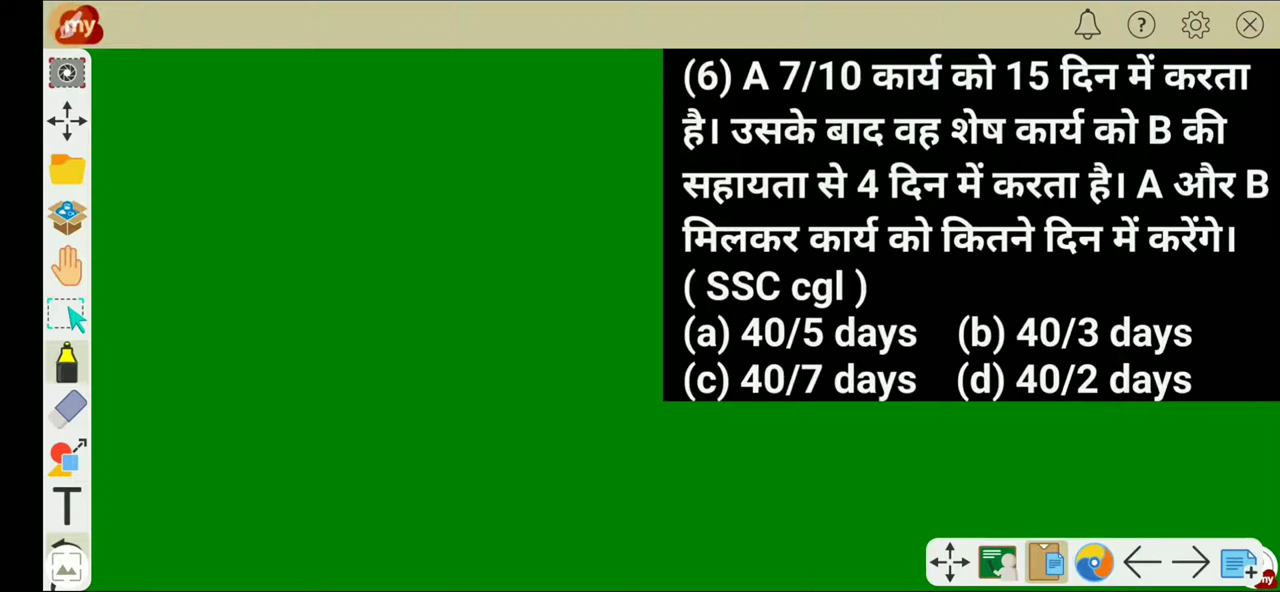 my
(6) A 7/10 कार्य को 15 दिन में करता
है। उसके बाद वह शेष कार्य को B की
सहायता से 4 दिन में करता है। A और B
मिलकर कार्य को कितने दिन में करेंगे।
( SSC cgl )
(a) 40/5 days (b) 40/3 days
(c) 40/7 days (d) 40/2 days
T
my